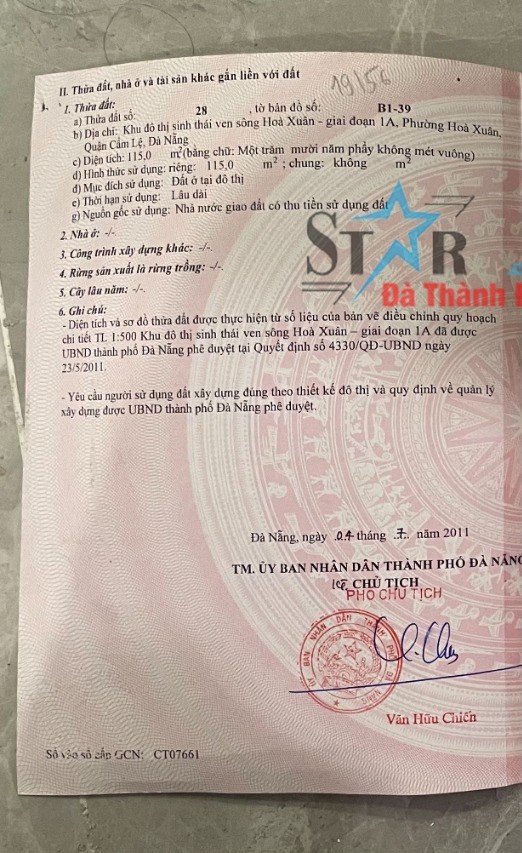 II. Thửa đất, nhà ở và tài sản khác gắn liền với đất
19/56
1. Thửa đất:
a) Thửa đất số: 28 , tờ bản đồ số: B1-39
b) Địa chỉ: Khu đô thị sinh thái ven sông Hoà Xuân - giai đoạn 1A, Phường Hoà Xuân,
Quận Cẩm Lệ, Đà Nẵng
c) Diện tích: 115,0 m² (bằng chữ: Một trăm mười năm phẩy không mét vuông)
d) Hình thức sử dụng: riêng: 115,0 m² ; chung: không m²
đ) Mục đích sử dụng: Đất ở tại đô thị
e) Thời hạn sử dụng: Lâu dài
g) Nguồn gốc sử dụng: Nhà nước giao đất có thu tiền sử dụng đất
2. Nhà ở: -/-.
3. Công trình xây dựng khác: -/-.
4. Rừng sản xuất là rừng trồng: -/-.
5. Cây lâu năm: -/-.
STAR
Đà Thành
6. Ghi chú:
- Diện tích và sơ đồ thửa đất được thực hiện từ số liệu của bản vẽ điều chỉnh quy hoạch
chi tiết TL 1:500 Khu đô thị sinh thái ven sông Hoà Xuân – giai đoạn 1A đã được
UBND thành phố Đà Nẵng phê duyệt tại Quyết định số 4330/QĐ-UBND ngày
23/5/2011.
- Yêu cầu người sử dụng đất xây dựng đúng theo thiết kế đô thị và quy định về quản lý
xây dựng được UBND thành phố Đà Nẵng phê duyệt.
Đà Nẵng, ngày 04 tháng 7 năm 2011
TM. ỦY BAN NHÂN DÂN THÀNH PHỐ ĐÀ NẴNG
CHỦ TỊCH
PHÓ CHỦ TỊCH
ỦY BAN NHÂN DÂN THÀNH PHỐ ĐÀ NẴNG
Văn Hữu Chiến
Số vào sổ cấp GCN: CT07661